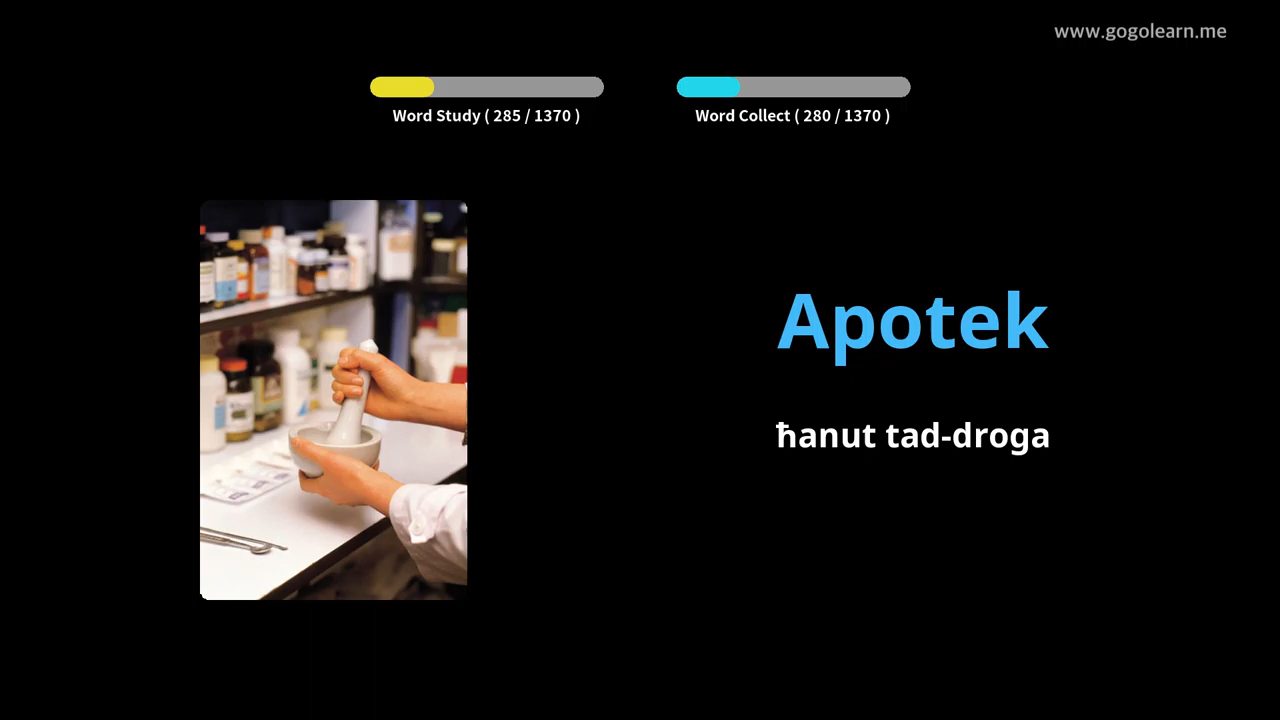 www.gogolearn.me
Word Study ( 285 / 1370 )
Word Collect ( 280 / 1370 )
Apotek
ħanut tad-droga